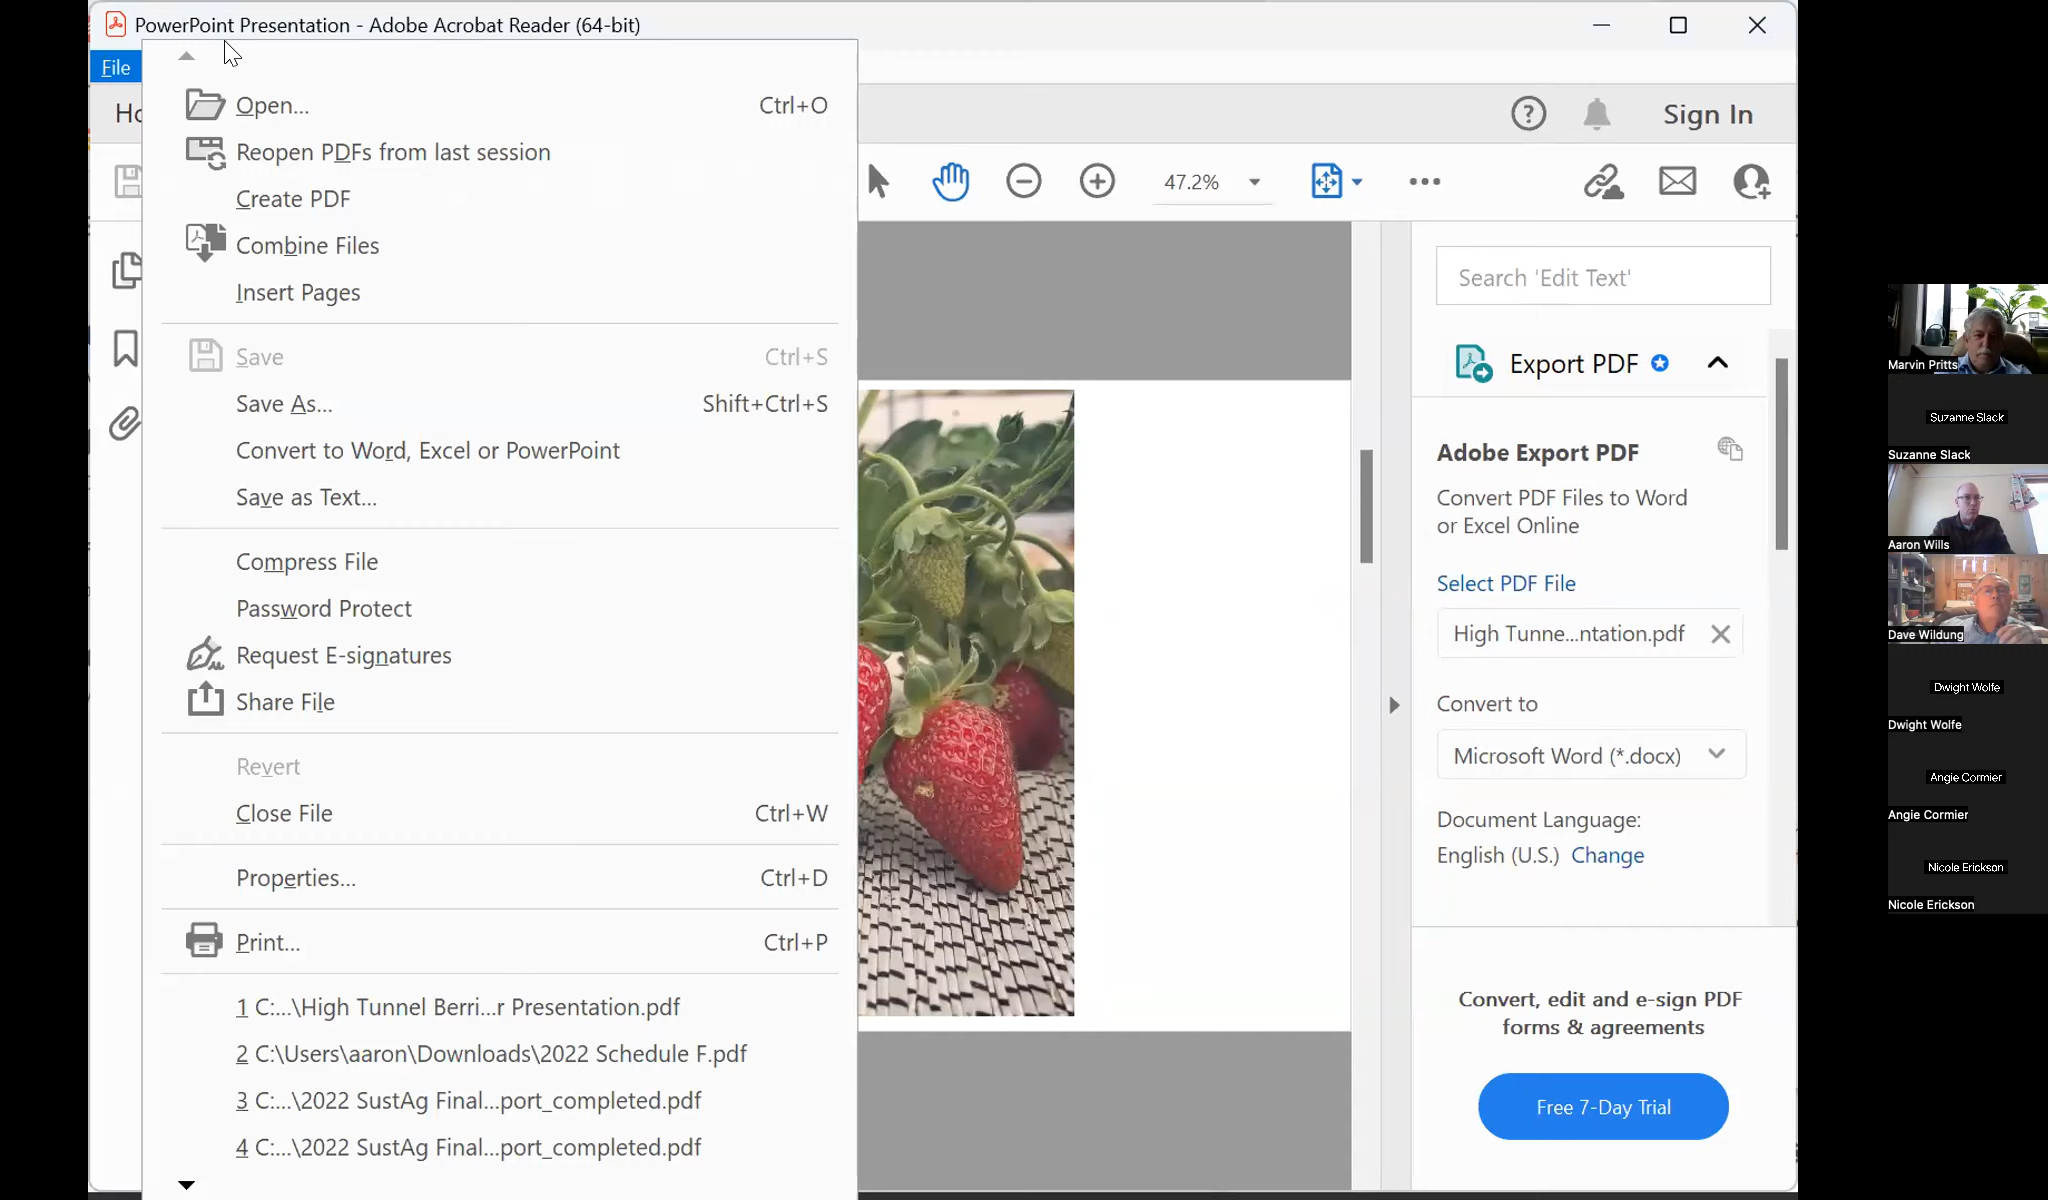 PowerPoint Presentation - Adobe Acrobat Reader (64-bit)
File
Ho
Sign In
47.2%
Open... Ctrl+O
Reopen PDFs from last session
Create PDF
Combine Files
Insert Pages
Save Ctrl+S
Save As... Shift+Ctrl+S
Convert to Word, Excel or PowerPoint
Save as Text...
Compress File
Password Protect
Request E-signatures
Share File
Revert
Close File Ctrl+W
Properties... Ctrl+D
Print... Ctrl+P
1 C:...\High Tunnel Berri...r Presentation.pdf
2 C:\Users\aaron\Downloads\2022 Schedule F.pdf
3 C:...\2022 SustAg Final...port_completed.pdf
4 C:...\2022 SustAg Final...port_completed.pdf
Search 'Edit Text'
Export PDF
Adobe Export PDF
Convert PDF Files to Word
or Excel Online
Select PDF File
High Tunne...ntation.pdf
Convert to
Microsoft Word (*.docx)
Document Language:
English (U.S.) Change
Convert, edit and e-sign PDF
forms & agreements
Free 7-Day Trial
Marvin Pritts
Suzanne Slack
Suzanne Slack
Aaron Wills
Dave Wildung
Dwight Wolfe
Dwight Wolfe
Angie Cormier
Angie Cormier
Nicole Erickson
Nicole Erickson